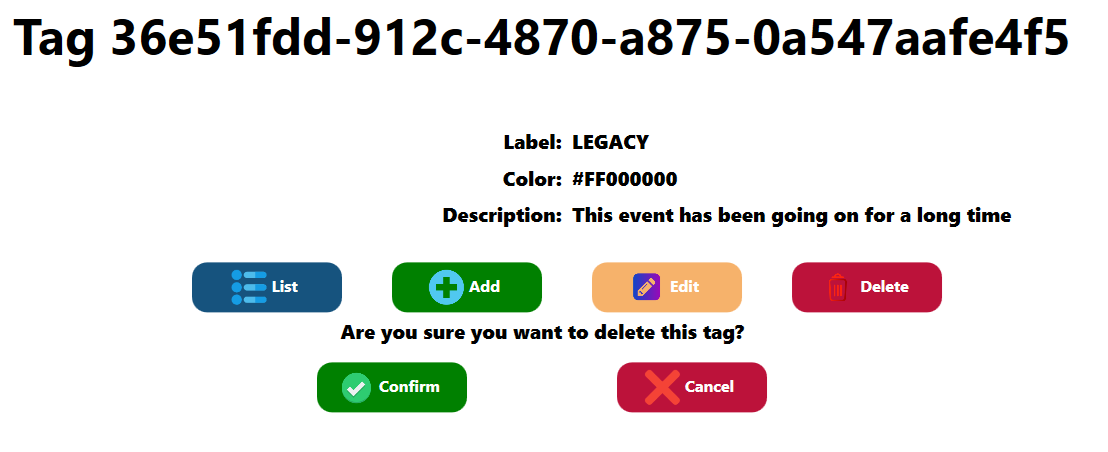 Tag 36e51fdd-912c-4870-a875-0a547aafe4f5
Label: LEGACY
Color: #FF000000
Description: This event has been going on for a long time
List Add Edit Delete
Are you sure you want to delete this tag?
Confirm Cancel